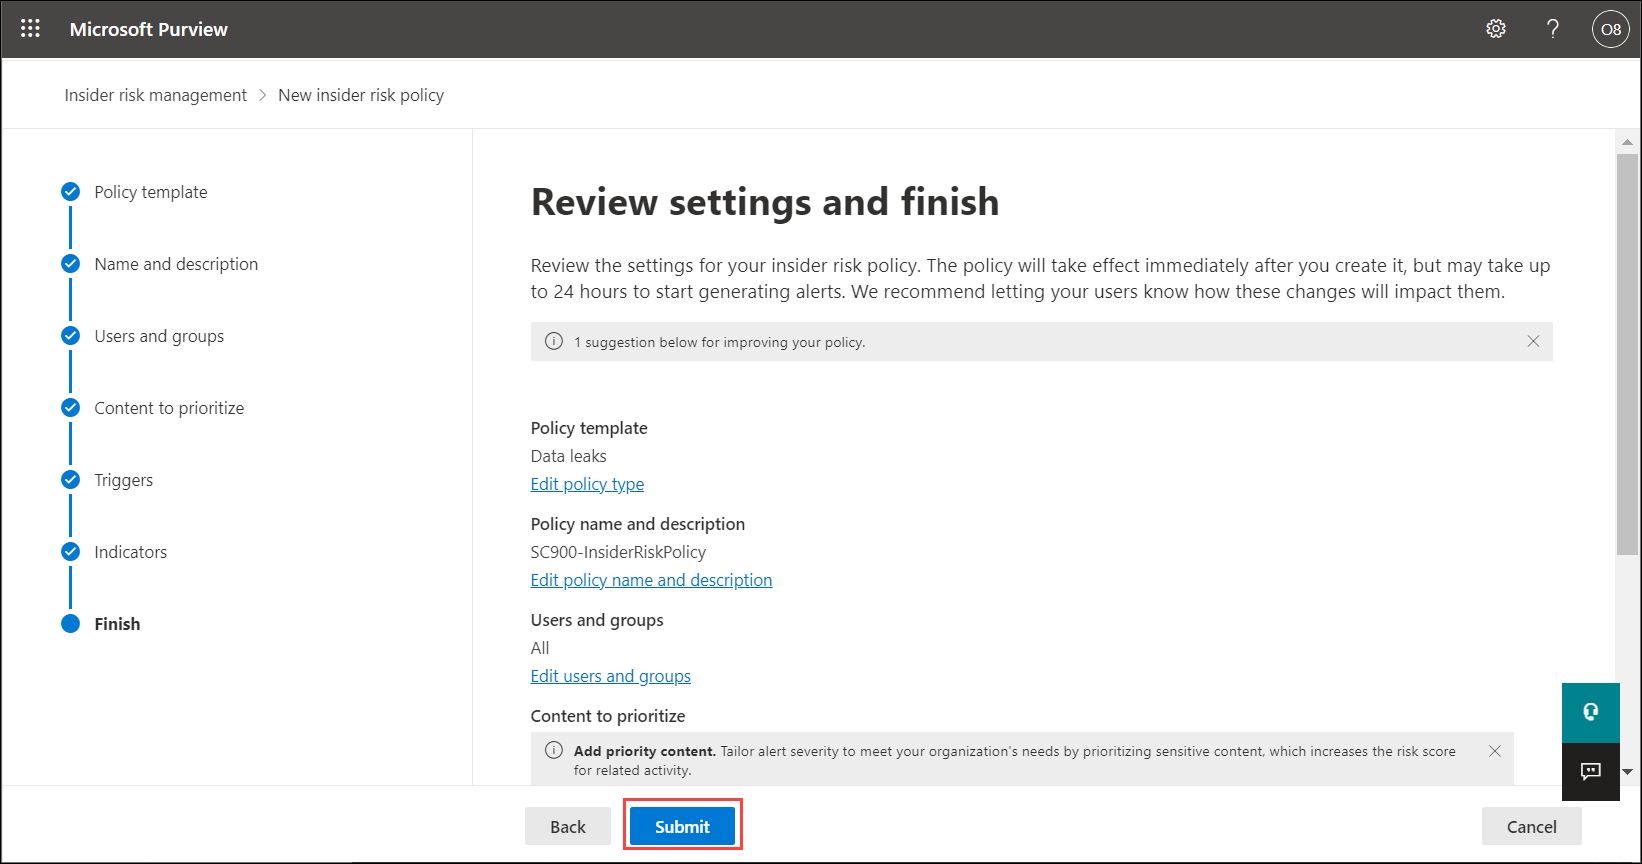 Microsoft Purview
?
O8
Insider risk management > New insider risk policy
Policy template
Name and description
Users and groups
Content to prioritize
Triggers
Indicators
Finish
Review settings and finish
Review the settings for your insider risk policy. The policy will take effect immediately after you create it, but may take up
to 24 hours to start generating alerts. We recommend letting your users know how these changes will impact them.
1 suggestion below for improving your policy.
Policy template
Data leaks
Edit policy type
Policy name and description
SC900-InsiderRiskPolicy
Edit policy name and description
Users and groups
All
Edit users and groups
Content to prioritize
Add priority content. Tailor alert severity to meet your organization's needs by prioritizing sensitive content, which increases the risk score
for related activity.
Back
Submit
Cancel